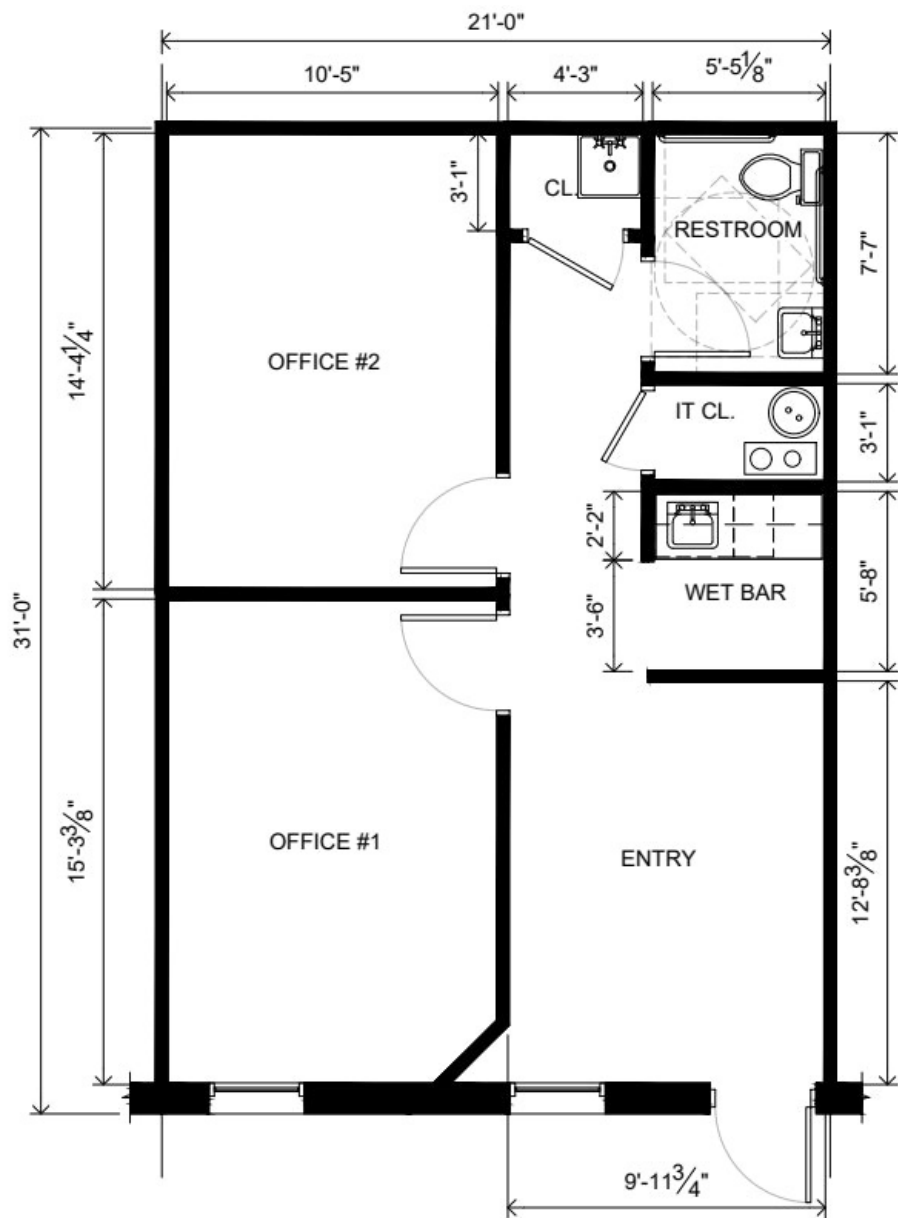 21'-0"
10'-5"
4'-3"
5'-5 1/8"
3'-1"
CL.
RESTROOM
7'-7"
14'-4 1/4"
OFFICE #2
IT CL.
3'-1"
2'-2"
WET BAR
5'-8"
3'-6"
31'-0"
15'-3 3/8"
OFFICE #1
ENTRY
12'-8 3/8"
9'-11 3/4"